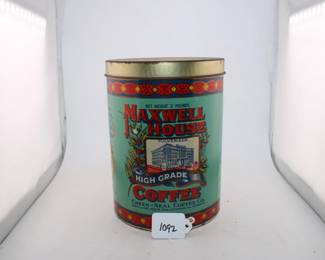 NET WEIGHT 3 POUNDS
MAXWELL
HOUSE
HIGH GRADE
COFFEE
CHEEK-NEAL COFFEE CO.
1092